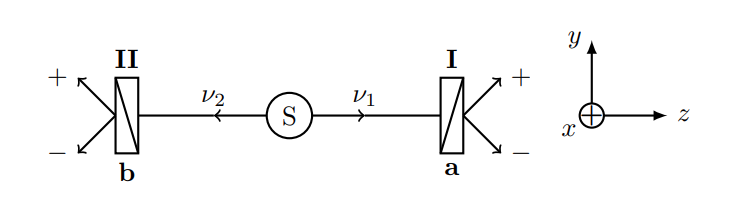 II I y
+ ν₂ ν₁ +
S z
x
− −
b a